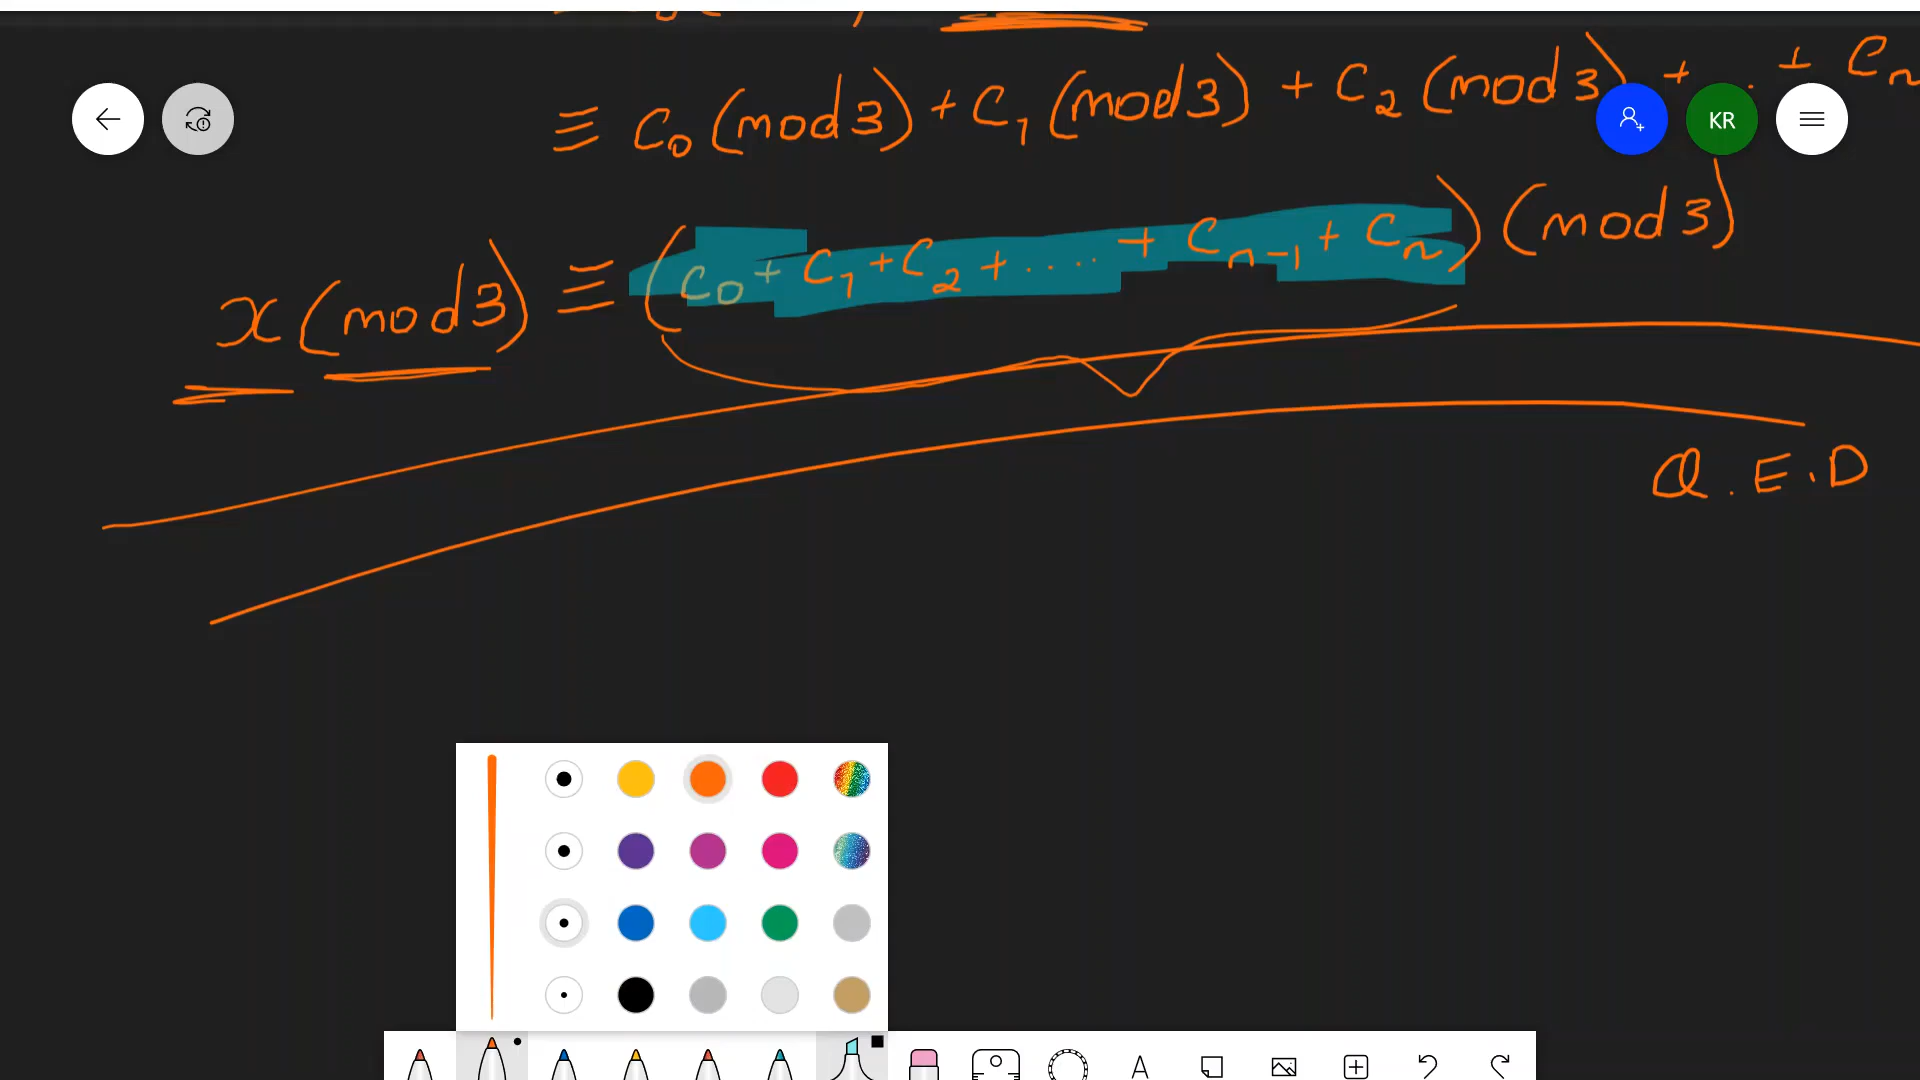 ≡ C₀ (mod 3) + C₁ (mod 3) + C₂ (mod 3) + .. + Cₙ
KR
x (mod 3) ≡ (C₀ + C₁ + C₂ + .... + Cₙ₋₁ + Cₙ) (mod 3)
Q.E.D
A